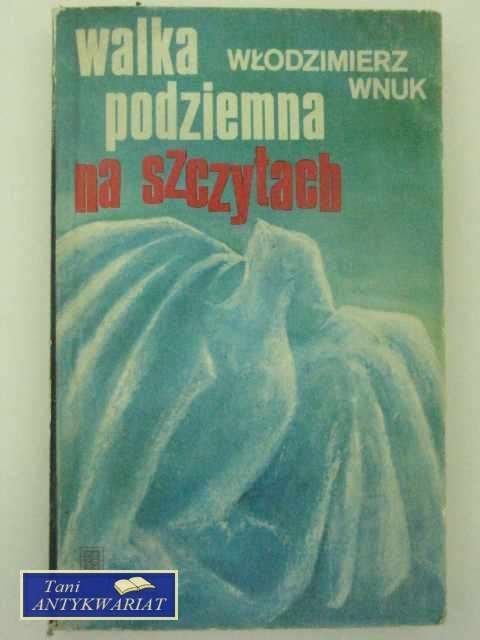 walka
podziemna
na szczytach
WŁODZIMIERZ
WNUK
Tani
ANTYKWARIAT